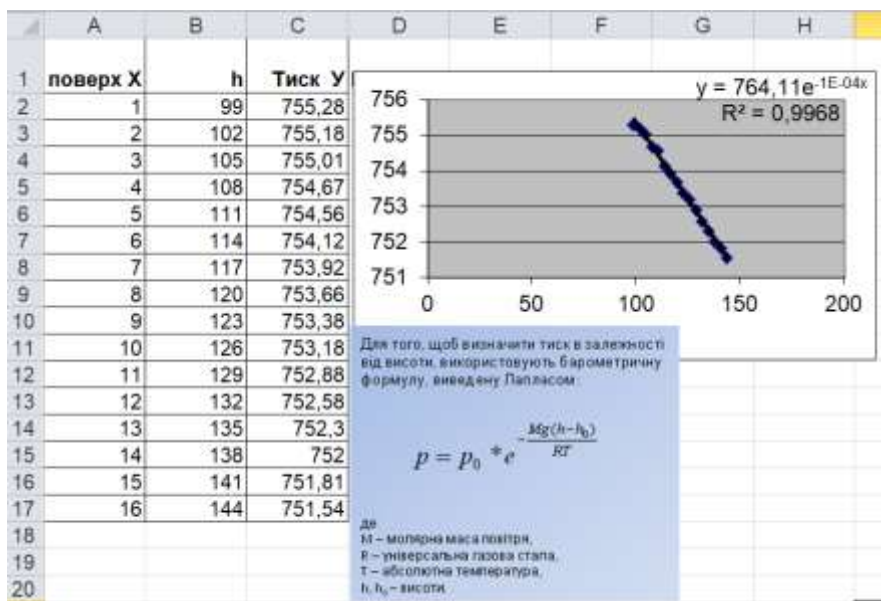 A B C D E F G H
1 поверх X h Тиск У
2 1 99 755,28
3 2 102 755,18
4 3 105 755,01
5 4 108 754,67
6 5 111 754,56
7 6 114 754,12
8 7 117 753,92
9 8 120 753,66
10 9 123 753,38
11 10 126 753,18
12 11 129 752,88
13 12 132 752,58
14 13 135 752,3
15 14 138 752
16 15 141 751,81
17 16 144 751,54
18
19
20
y = 764,11e^-1E-04x
R² = 0,9968
756
755
754
753
752
751
0 50 100 150 200
Для того, щоб визначити тиск в залежності
від висоти, використовують барометричну
формулу, виведену Лапласом:
p = p₀ * e^-Mg(h-h₀)/RT
де
M – молярна маса повітря,
R – універсальна газова стала,
T – абсолютна температура,
h, h₀ – висоти.